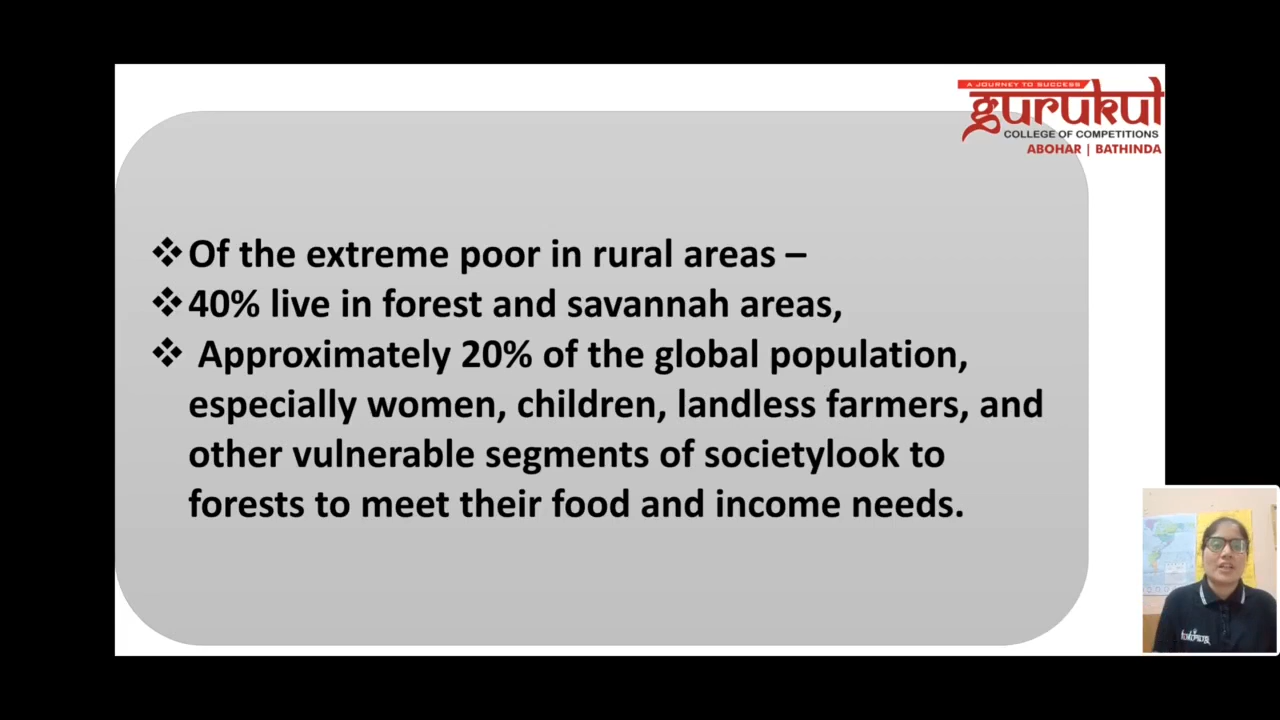 A JOURNEY TO SUCCESS
gurukul
COLLEGE OF COMPETITIONS
ABOHAR | BATHINDA
❖Of the extreme poor in rural areas –
❖40% live in forest and savannah areas,
❖ Approximately 20% of the global population,
especially women, children, landless farmers, and
other vulnerable segments of societylook to
forests to meet their food and income needs.